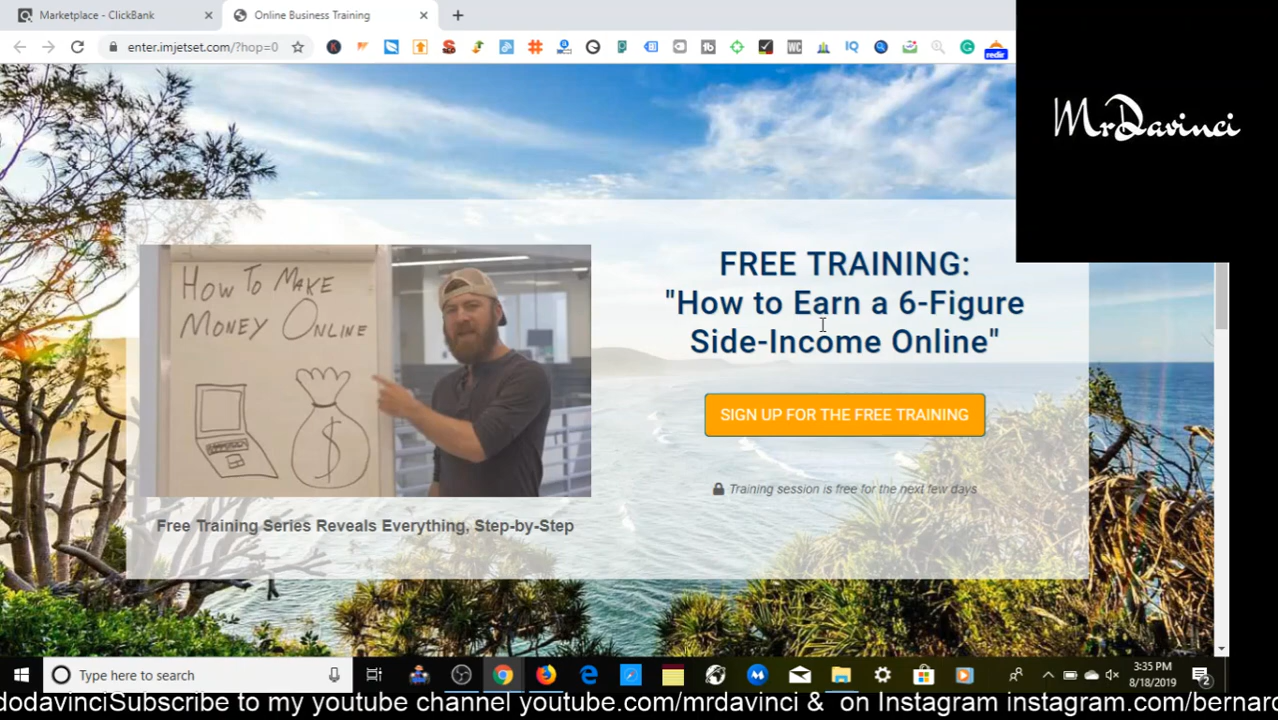 Marketplace - ClickBank
Online Business Training
enter.imjetset.com/?hop=0
redir
MrDavinci
HOW TO MAKE
MONEY ONLINE
$
FREE TRAINING:
"How to Earn a 6-Figure
Side-Income Online"
SIGN UP FOR THE FREE TRAINING
Training session is free for the next few days
Free Training Series Reveals Everything, Step-by-Step
Type here to search
3:35 PM
8/18/2019
2
dodavinciSubscribe to my youtube channel youtube.com/mrdavinci & on Instagram instagram.com/bernard